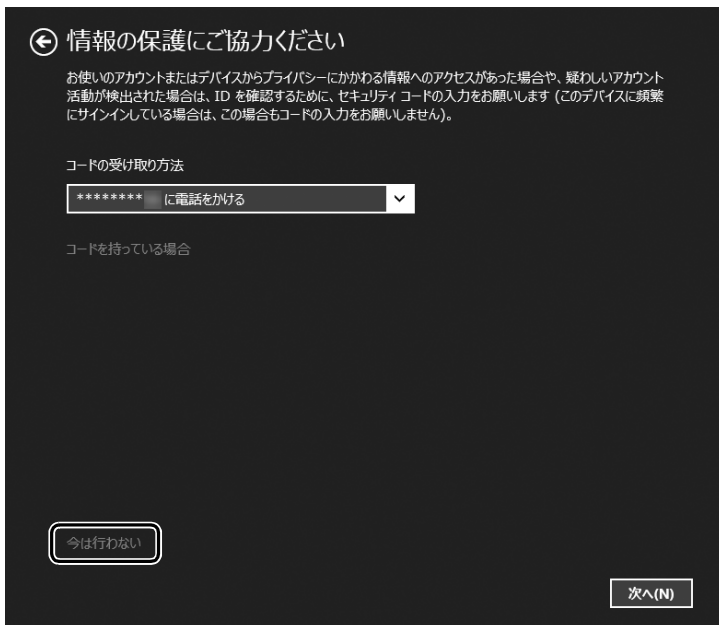 情報の保護にご協力ください
お使いのアカウントまたはデバイスからプライバシーにかかわる情報へのアクセスがあった場合や、疑わしいアカウント
活動が検出された場合は、ID を確認するために、セキュリティ コードの入力をお願いします (このデバイスに頻繁
にサインインしている場合は、この場合もコードの入力をお願いしません)。
コードの受け取り方法
******** に電話をかける
コードを持っている場合
今は行わない
次へ(N)